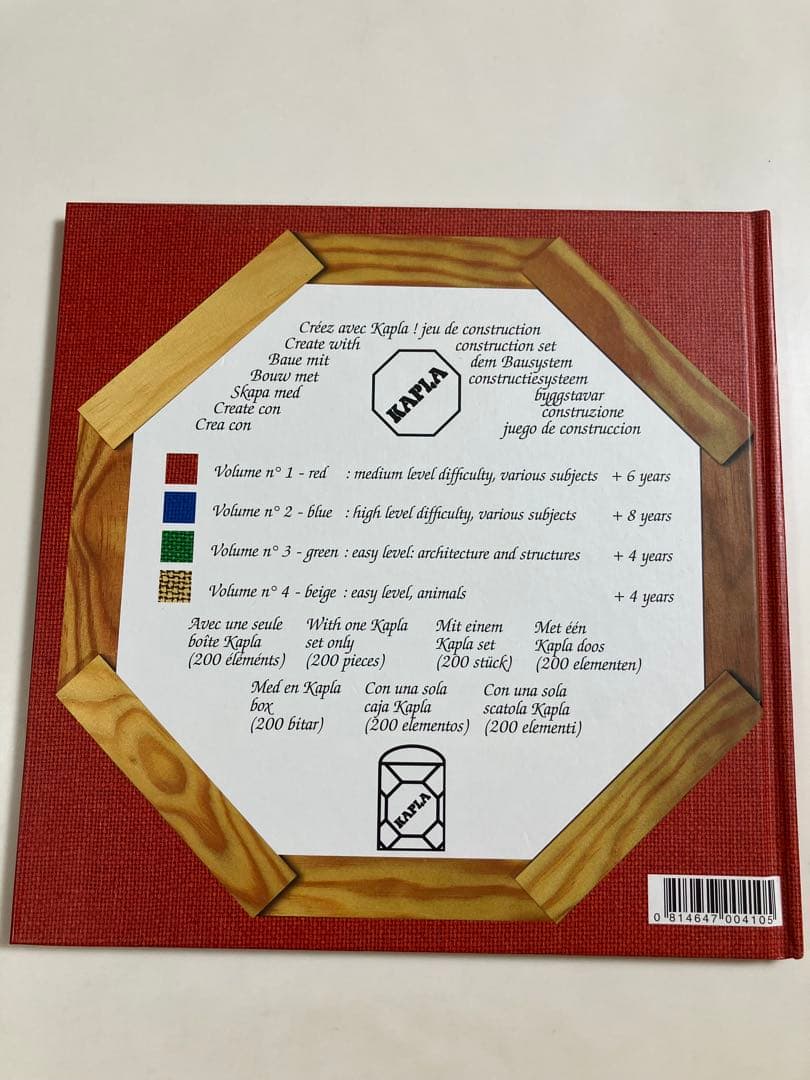 Créez avec Kapla ! jeu de construction
Create with construction set
Baue mit dem Bausystem
Bouw met constructiesysteem
Skapa med byggstavar
Create con construzione
Crea con juego de construccion
KAPLA
Volume n° 1 - red : medium level difficulty, various subjects + 6 years
Volume n° 2 - blue : high level difficulty, various subjects + 8 years
Volume n° 3 - green : easy level: architecture and structures + 4 years
Volume n° 4 - beige : easy level, animals + 4 years
Avec une seule
boîte Kapla
(200 éléménts)
With one Kapla
set only
(200 pieces)
Mit einem
Kapla set
(200 stück)
Met één
Kapla doos
(200 elementen)
Med en Kapla
box
(200 bitar)
Con una sola
caja Kapla
(200 elementos)
Con una sola
scatola Kapla
(200 elementi)
KAPLA
0 814647 004105